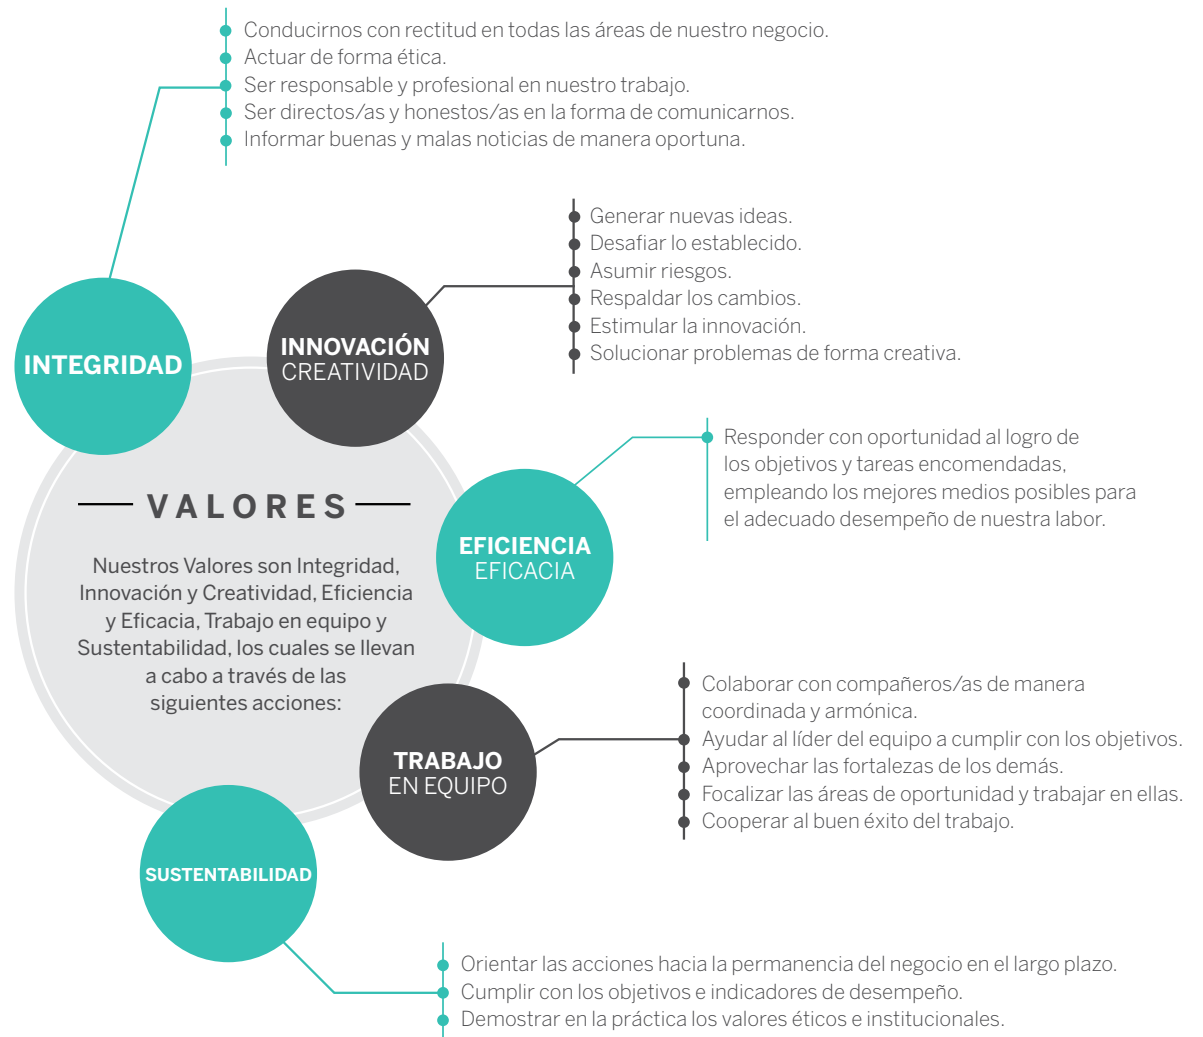 Conducirnos con rectitud en todas las áreas de nuestro negocio.
Actuar de forma ética.
Ser responsable y profesional en nuestro trabajo.
Ser directos/as y honestos/as en la forma de comunicarnos.
Informar buenas y malas noticias de manera oportuna.
Generar nuevas ideas.
Desafiar lo establecido.
Asumir riesgos.
Respaldar los cambios.
Estimular la innovación.
Solucionar problemas de forma creativa.
INTEGRIDAD
INNOVACIÓN
CREATIVIDAD
Responder con oportunidad al logro de
los objetivos y tareas encomendadas,
empleando los mejores medios posibles para
el adecuado desempeño de nuestra labor.
VALORES
EFICIENCIA
EFICACIA
Nuestros Valores son Integridad,
Innovación y Creatividad, Eficiencia
y Eficacia, Trabajo en equipo y
Sustentabilidad, los cuales se llevan
a cabo a través de las
siguientes acciones:
Colaborar con compañeros/as de manera
coordinada y armónica.
Ayudar al líder del equipo a cumplir con los objetivos.
Aprovechar las fortalezas de los demás.
Focalizar las áreas de oportunidad y trabajar en ellas.
Cooperar al buen éxito del trabajo.
TRABAJO
EN EQUIPO
SUSTENTABILIDAD
Orientar las acciones hacia la permanencia del negocio en el largo plazo.
Cumplir con los objetivos e indicadores de desempeño.
Demostrar en la práctica los valores éticos e institucionales.